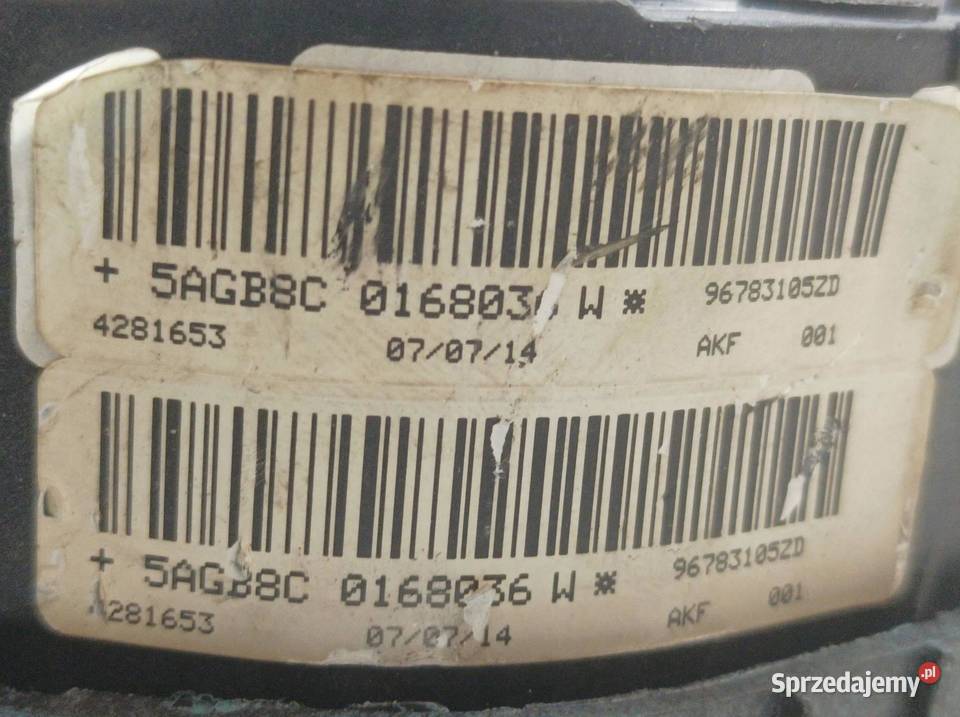 + 5AGB8C 0168036 W * 96783105ZD
4281653 07/07/14 AKF 001
+ 5AGB8C 0168036 W * 96783105ZD
4281653 07/07/14 AKF 001
Sprzedajemy.pl